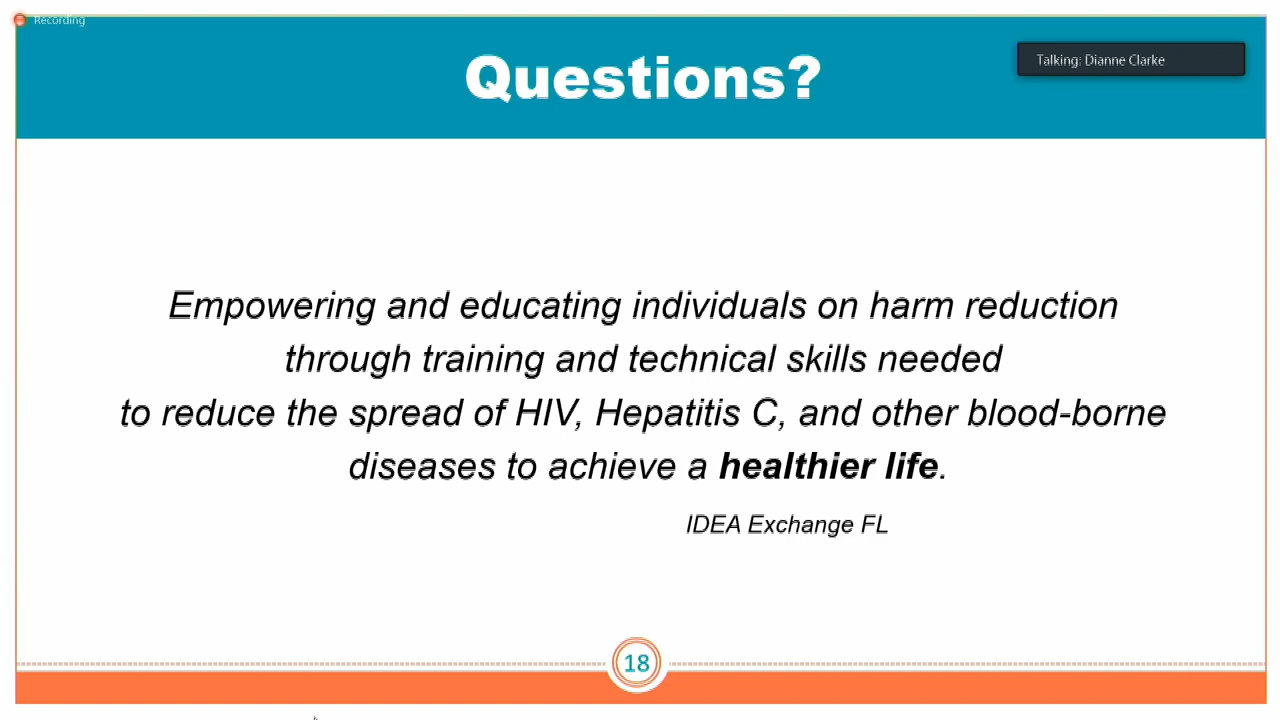 Recording
Questions?
Talking: Dianne Clarke
Empowering and educating individuals on harm reduction
through training and technical skills needed
to reduce the spread of HIV, Hepatitis C, and other blood-borne
diseases to achieve a healthier life.
IDEA Exchange FL
18